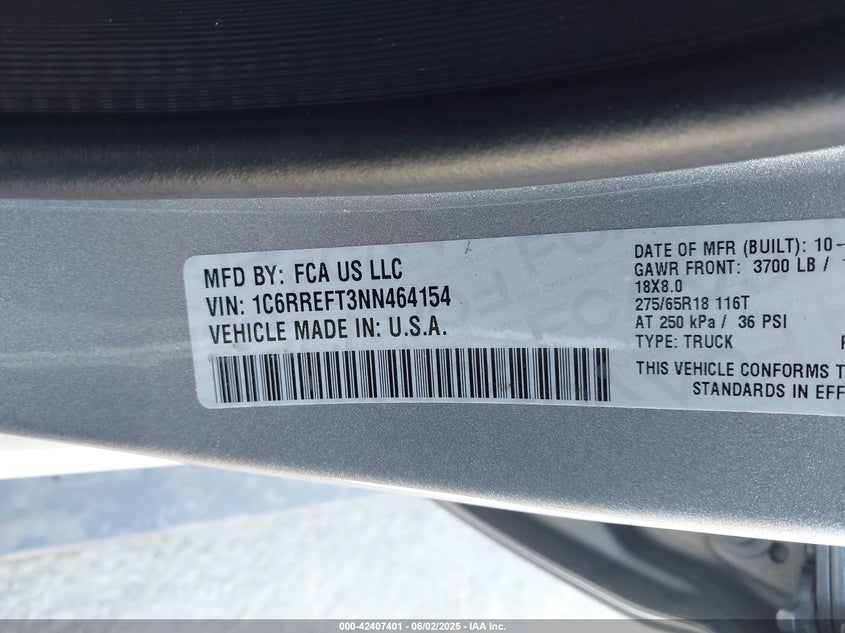 MFD BY: FCA US LLC
VIN: 1C6RREFT3NN464154
VEHICLE MADE IN: U.S.A.
DATE OF MFR (BUILT): 10-
GAWR FRONT: 3700 LB /
18X8.0
275/65R18 116T
AT 250 kPa / 36 PSI
TYPE: TRUCK
THIS VEHICLE CONFORMS T
STANDARDS IN EFF
000-42407401 - 06/02/2025 - IAA Inc.